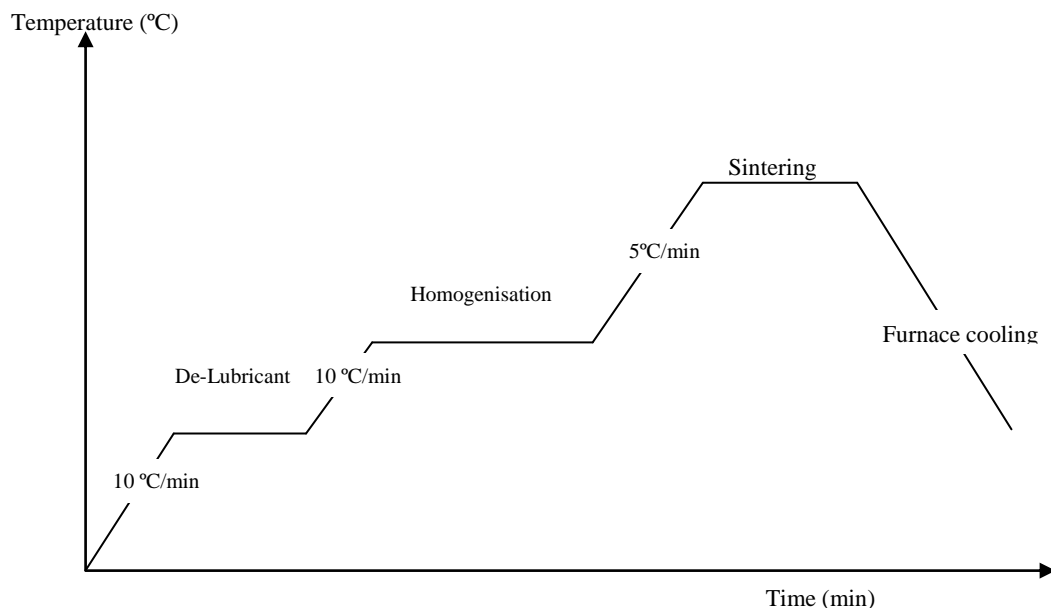 Temperature (ºC)
Sintering
5ºC/min
Homogenisation
Furnace cooling
De-Lubricant
10 ºC/min
10 ºC/min
Time (min)